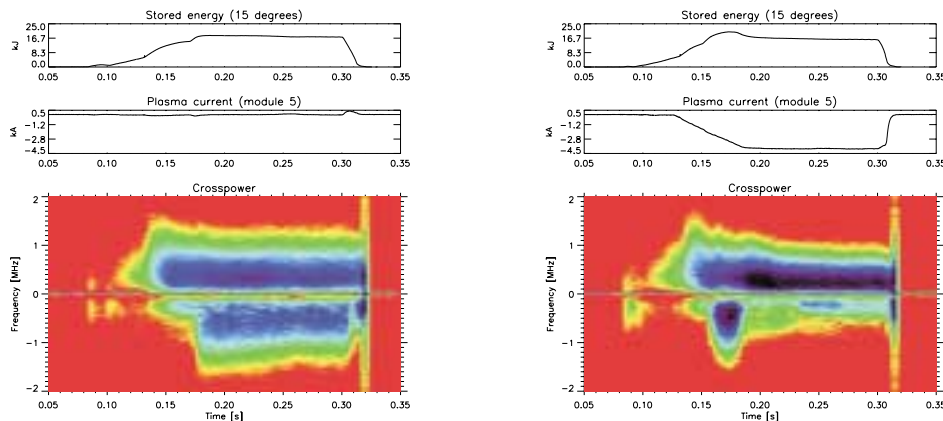 Stored energy (15 degrees)
25.0
16.7
8.3
0.0
kJ
0.05 0.10 0.15 0.20 0.25 0.30 0.35
Plasma current (module 5)
0.5
-1.2
-2.8
-4.5
kA
0.05 0.10 0.15 0.20 0.25 0.30 0.35
Crosspower
2
1
0
-1
-2
Frequency [MHz]
0.05 0.10 0.15 0.20 0.25 0.30 0.35
Time [s]
Stored energy (15 degrees)
25.0
16.7
8.3
0.0
kJ
0.05 0.10 0.15 0.20 0.25 0.30 0.35
Plasma current (module 5)
0.5
-1.2
-2.8
-4.5
kA
0.05 0.10 0.15 0.20 0.25 0.30 0.35
Crosspower
2
1
0
-1
-2
Frequency [MHz]
0.05 0.10 0.15 0.20 0.25 0.30 0.35
Time [s]